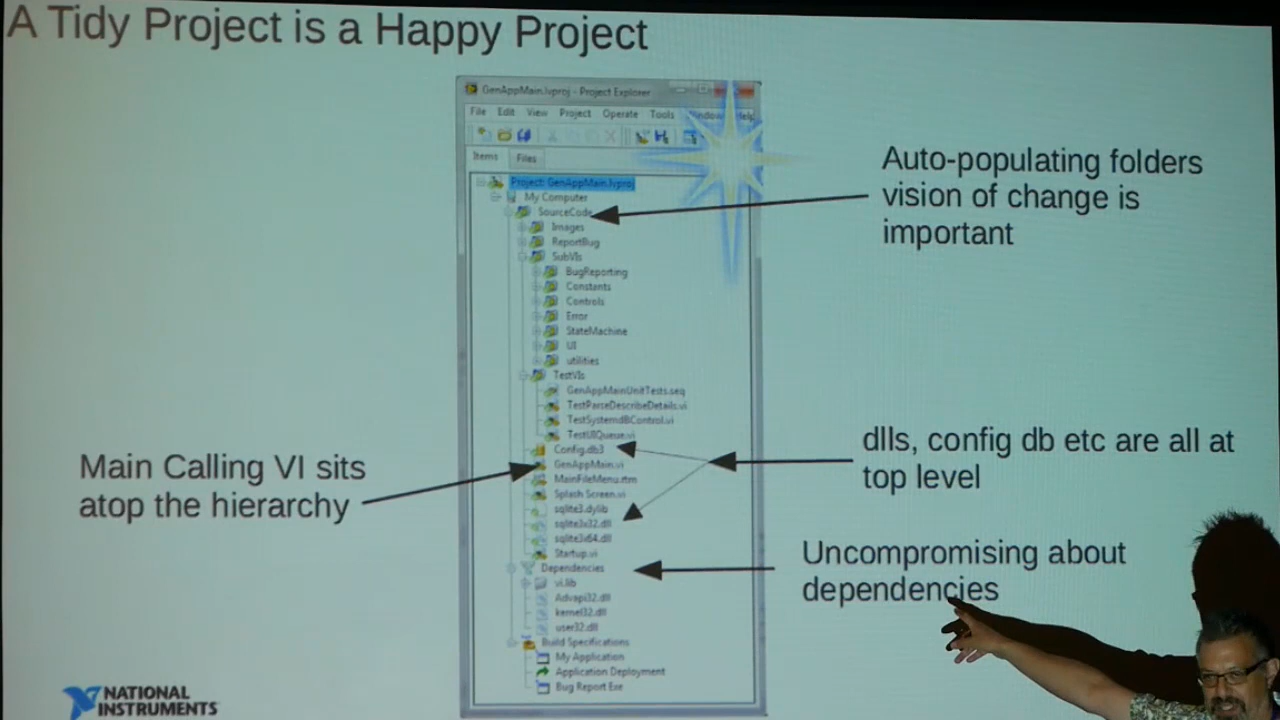 A Tidy Project is a Happy Project
GenAppMain.lvproj - Project Explorer
File Edit View Project Operate Tools Window Help
Items Files
Project: GenAppMain.lvproj
My Computer
SourceCode
Images
ReportBug
SubVIs
BugReporting
Constants
Controls
Error
StateMachine
UI
utilities
TestVIs
GenAppMainUnitTests.seq
TestParseDescribeDetails.vi
TestSystemdBControl.vi
TestUIQueue.vi
Config.db3
GenAppMain.vi
MainFileMenu.rtm
Splash Screen.vi
sqlite3.dylib
sqlite3x32.dll
sqlite3x64.dll
Startup.vi
Dependencies
vi.lib
Advapi32.dll
kernel32.dll
user32.dll
Build Specifications
My Application
Application Deployment
Bug Report Exe
Auto-populating folders
vision of change is
important
Main Calling VI sits
atop the hierarchy
dlls, config db etc are all at
top level
Uncompromising about
dependencies
NATIONAL
INSTRUMENTS